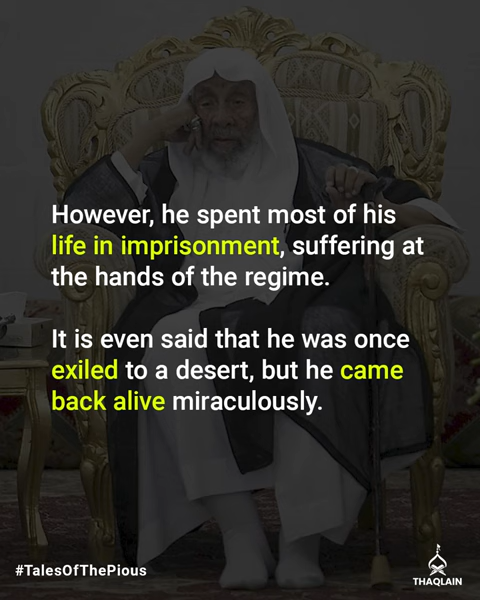 However, he spent most of his
life in imprisonment, suffering at
the hands of the regime.
It is even said that he was once
exiled to a desert, but he came
back alive miraculously.
#TalesOfThePious
THAQLAIN